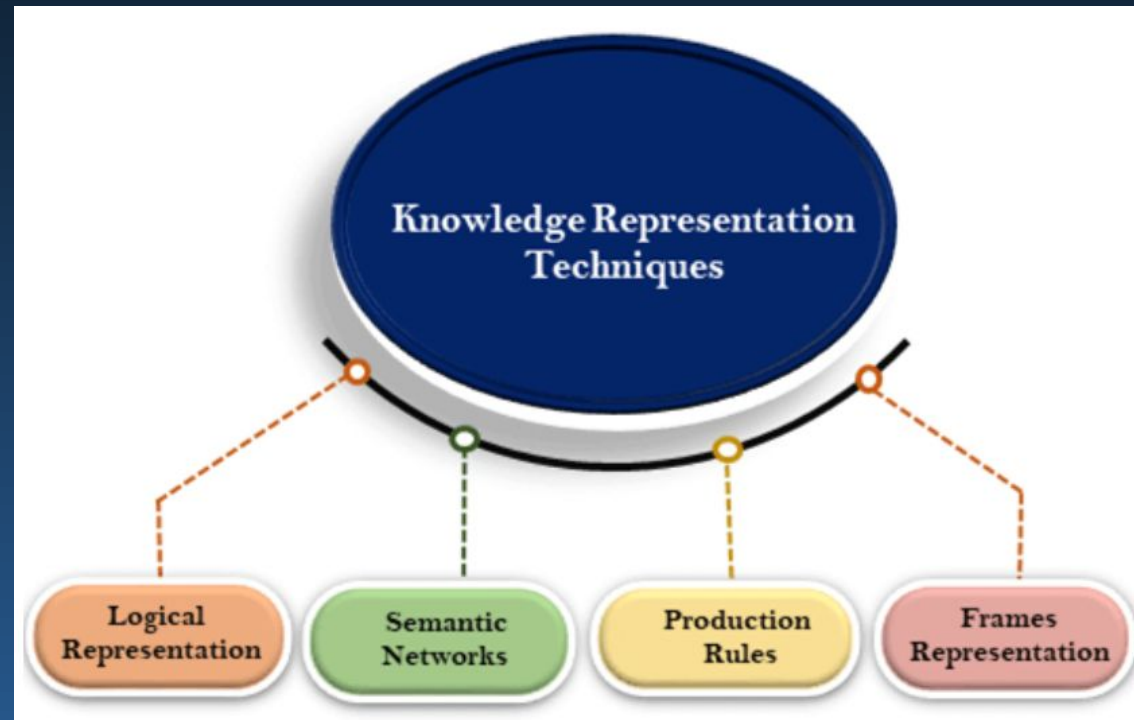 Knowledge Representation
Techniques
Logical
Representation
Semantic
Networks
Production
Rules
Frames
Representation